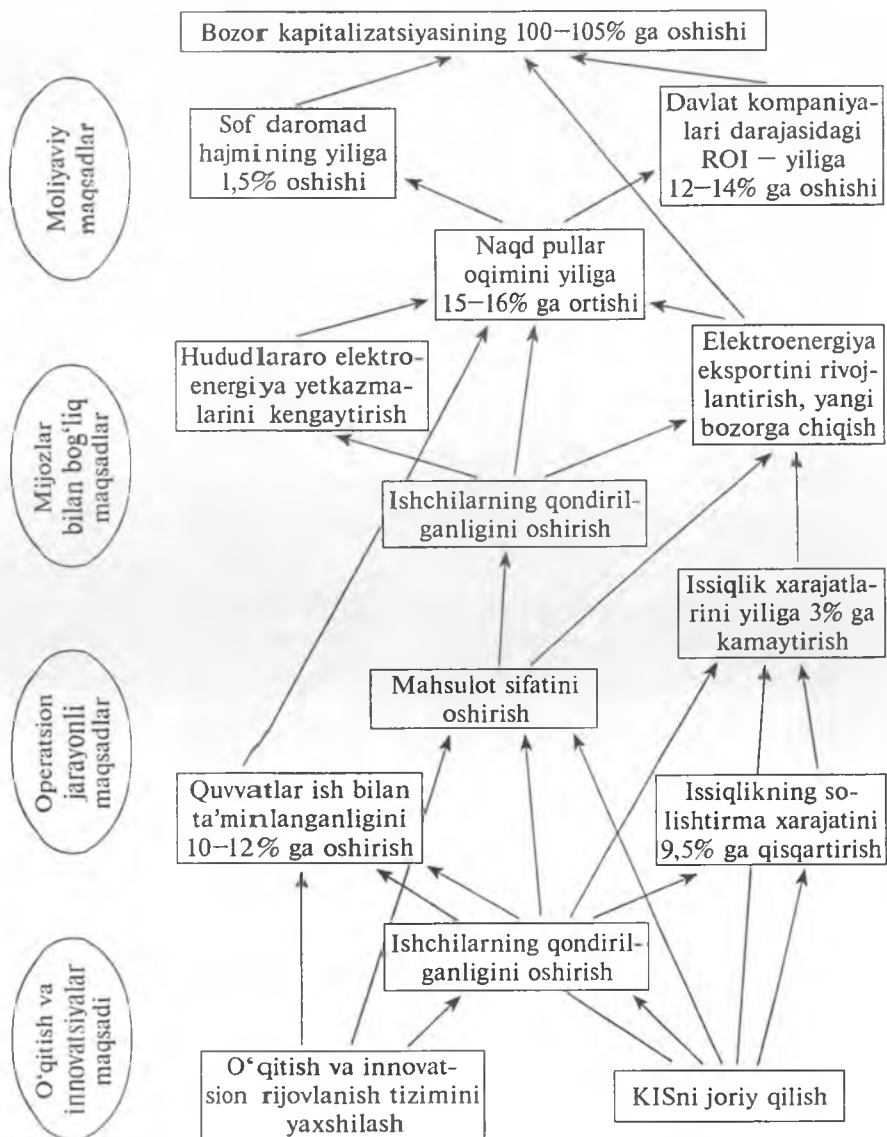 Bozor kapitalizatsiyasining 100–105% ga oshishi
Moliyaviy
maqsadlar
Sof daromad
hajmining yiliga
1,5% oshishi
Davlat kompaniya-
lari darajasidagi
ROI – yiliga
12–14% ga oshishi
Naqd pullar
oqimini yiliga
15–16% ga ortishi
Mijozlar
bilan bog‘liq
maqsadlar
Hududlararo elektro-
energiya yetkazma-
larini kengaytirish
Elektroenergiya
eksportini rivoj-
lantirish, yangi
bozorga chiqish
Ishchilarning qondiril-
ganligini oshirish
Issiqlik xarajatla-
rini yiliga 3% ga
kamaytirish
Operatsion
jarayonli
maqsadlar
Mahsulot sifatini
oshirish
Quvvatlar ish bilan
ta’minlanganligini
10–12% ga oshirish
Issiqlikning so-
lishtirma xarajatini
9,5% ga qisqartirish
O‘qitish va
innovatsiyalar
maqsadi
Ishchilarning qondiril-
ganligini oshirish
O‘qitish va innovat-
sion rijovlanish tizimini
yaxshilash
KISni joriy qilish